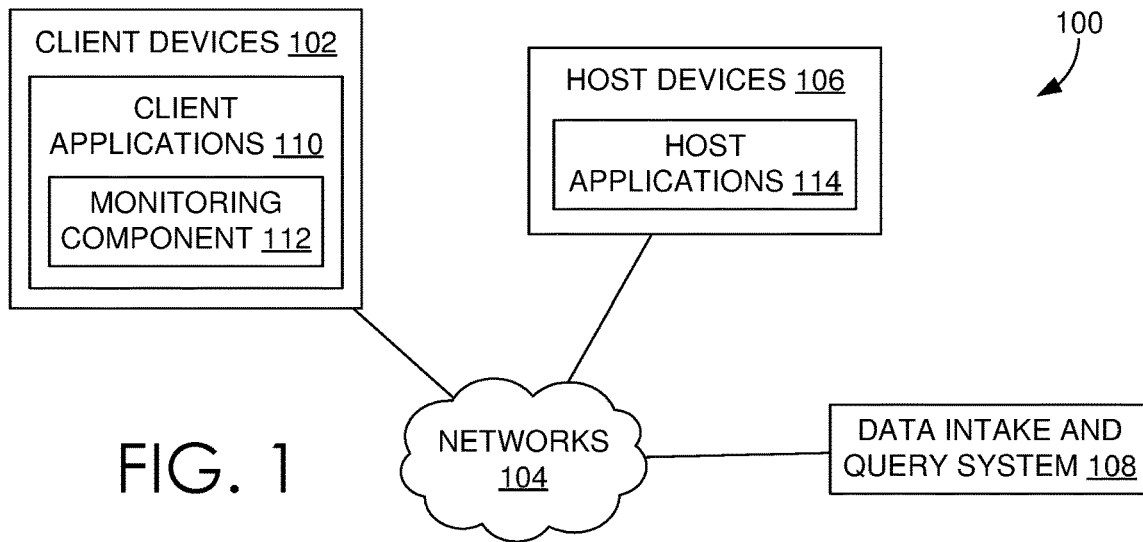 CLIENT DEVICES 102
CLIENT
APPLICATIONS 110
MONITORING
COMPONENT 112
HOST DEVICES 106
HOST
APPLICATIONS 114
100
NETWORKS
104
DATA INTAKE AND
QUERY SYSTEM 108
FIG. 1